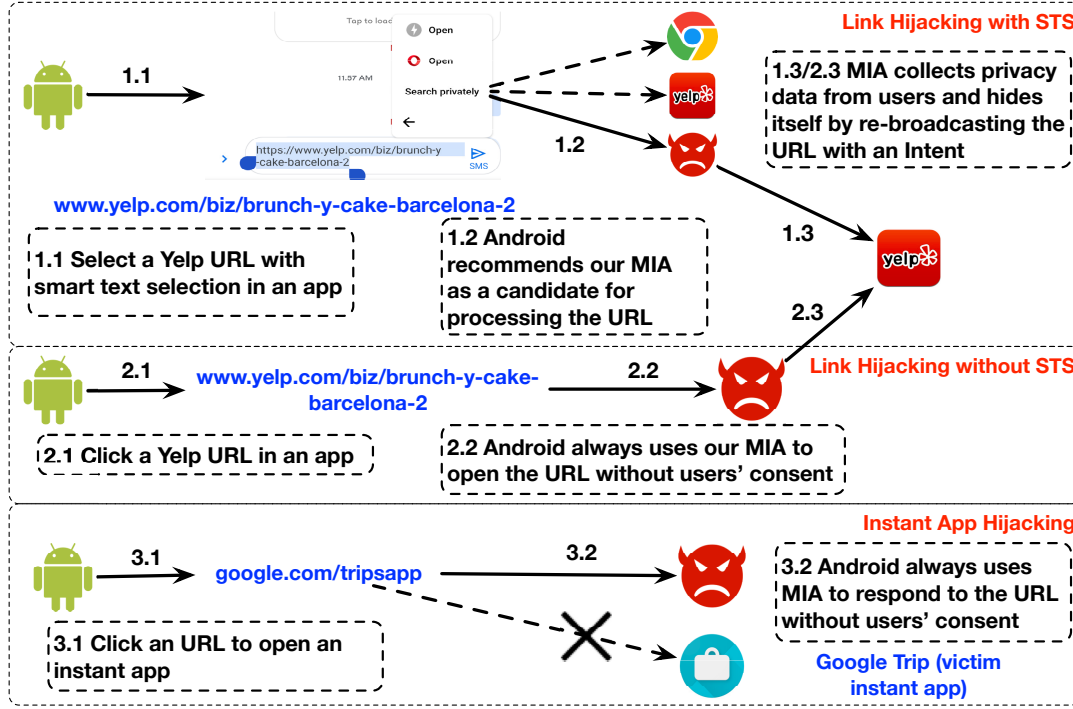 Link Hijacking with STS
Tap to load
Open
Open
11:57 AM
Search privately
https://www.yelp.com/biz/brunch-y
-cake-barcelona-2
SMS
1.1
1.2
yelp
1.3/2.3 MIA collects privacy
data from users and hides
itself by re-broadcasting the
URL with an Intent
www.yelp.com/biz/brunch-y-cake-barcelona-2
1.1 Select a Yelp URL with
smart text selection in an app
1.2 Android
recommends our MIA
as a candidate for
processing the URL
1.3
yelp
2.3
Link Hijacking without STS
2.1
www.yelp.com/biz/brunch-y-cake-
barcelona-2
2.2
2.1 Click a Yelp URL in an app
2.2 Android always uses our MIA to
open the URL without users’ consent
Instant App Hijacking
3.1
google.com/tripsapp
3.2
3.2 Android always uses
MIA to respond to the URL
without users’ consent
3.1 Click an URL to open an
instant app
Google Trip (victim
instant app)